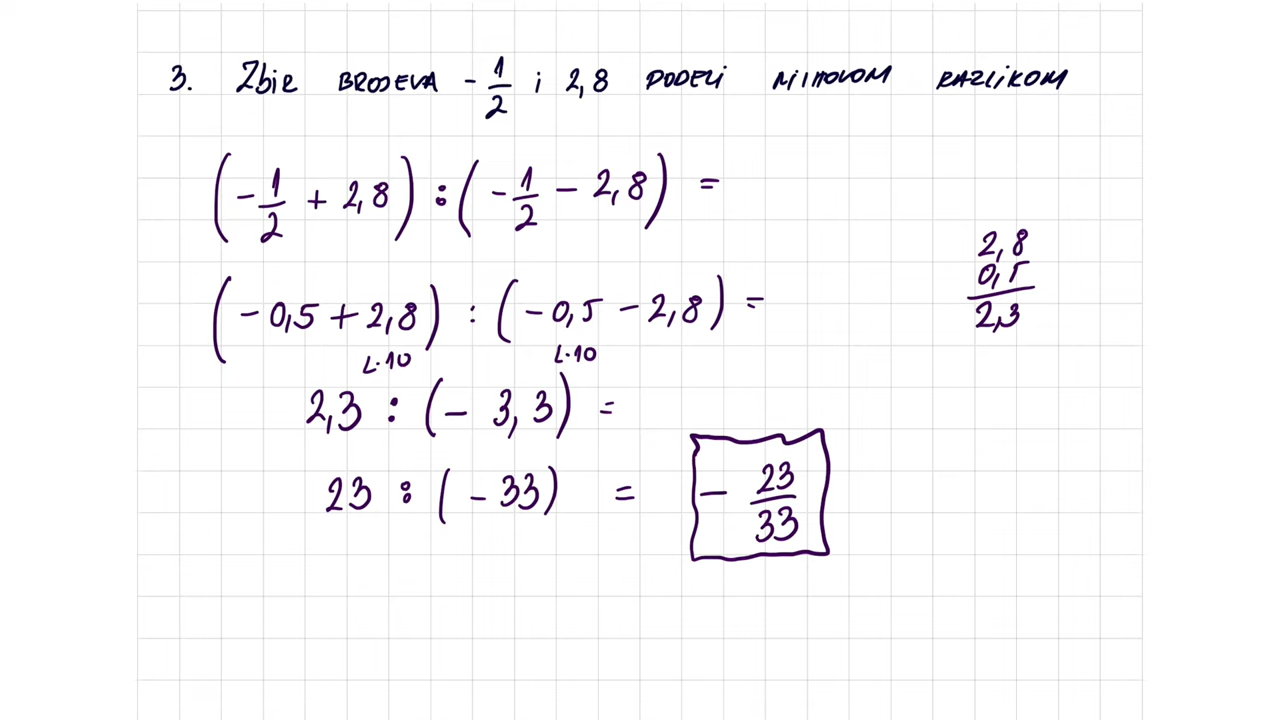 3. Zbir BROJEVA -1/2 i 2,8 PODELI NJIHOVOM RAZLIKOM
(-1/2 + 2,8) : (-1/2 - 2,8) =
2,8
0,5
2,3
(-0,5 + 2,8) : (-0,5 - 2,8) =
L·10 L·10
2,3 : (- 3,3) =
23 : (- 33) = - 23/33